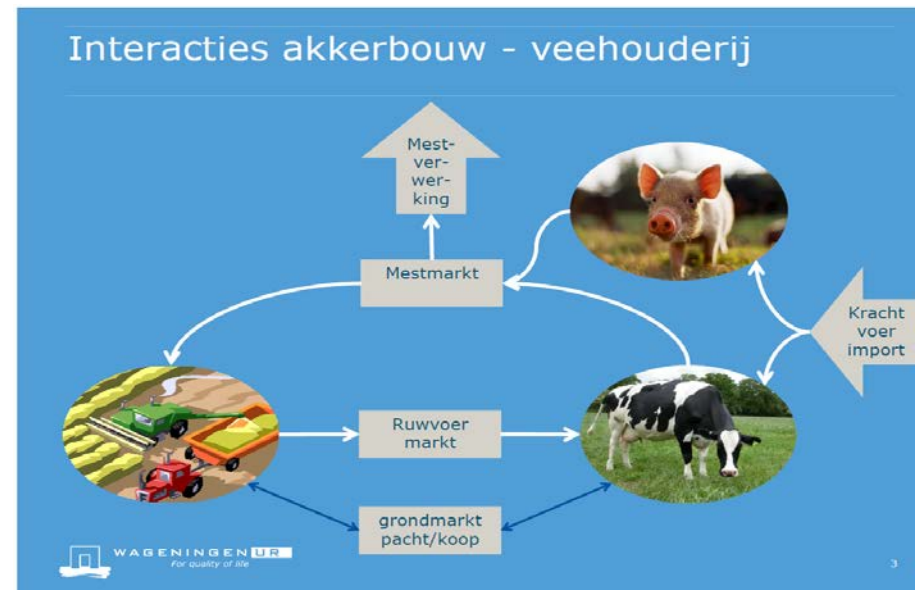 Interacties akkerbouw - veehouderij
Mest-
ver-
wer-
king
Mestmarkt
Kracht
voer
import
Ruwvoer
markt
grondmarkt
pacht/koop
WAGENINGEN UR
For quality of life
3